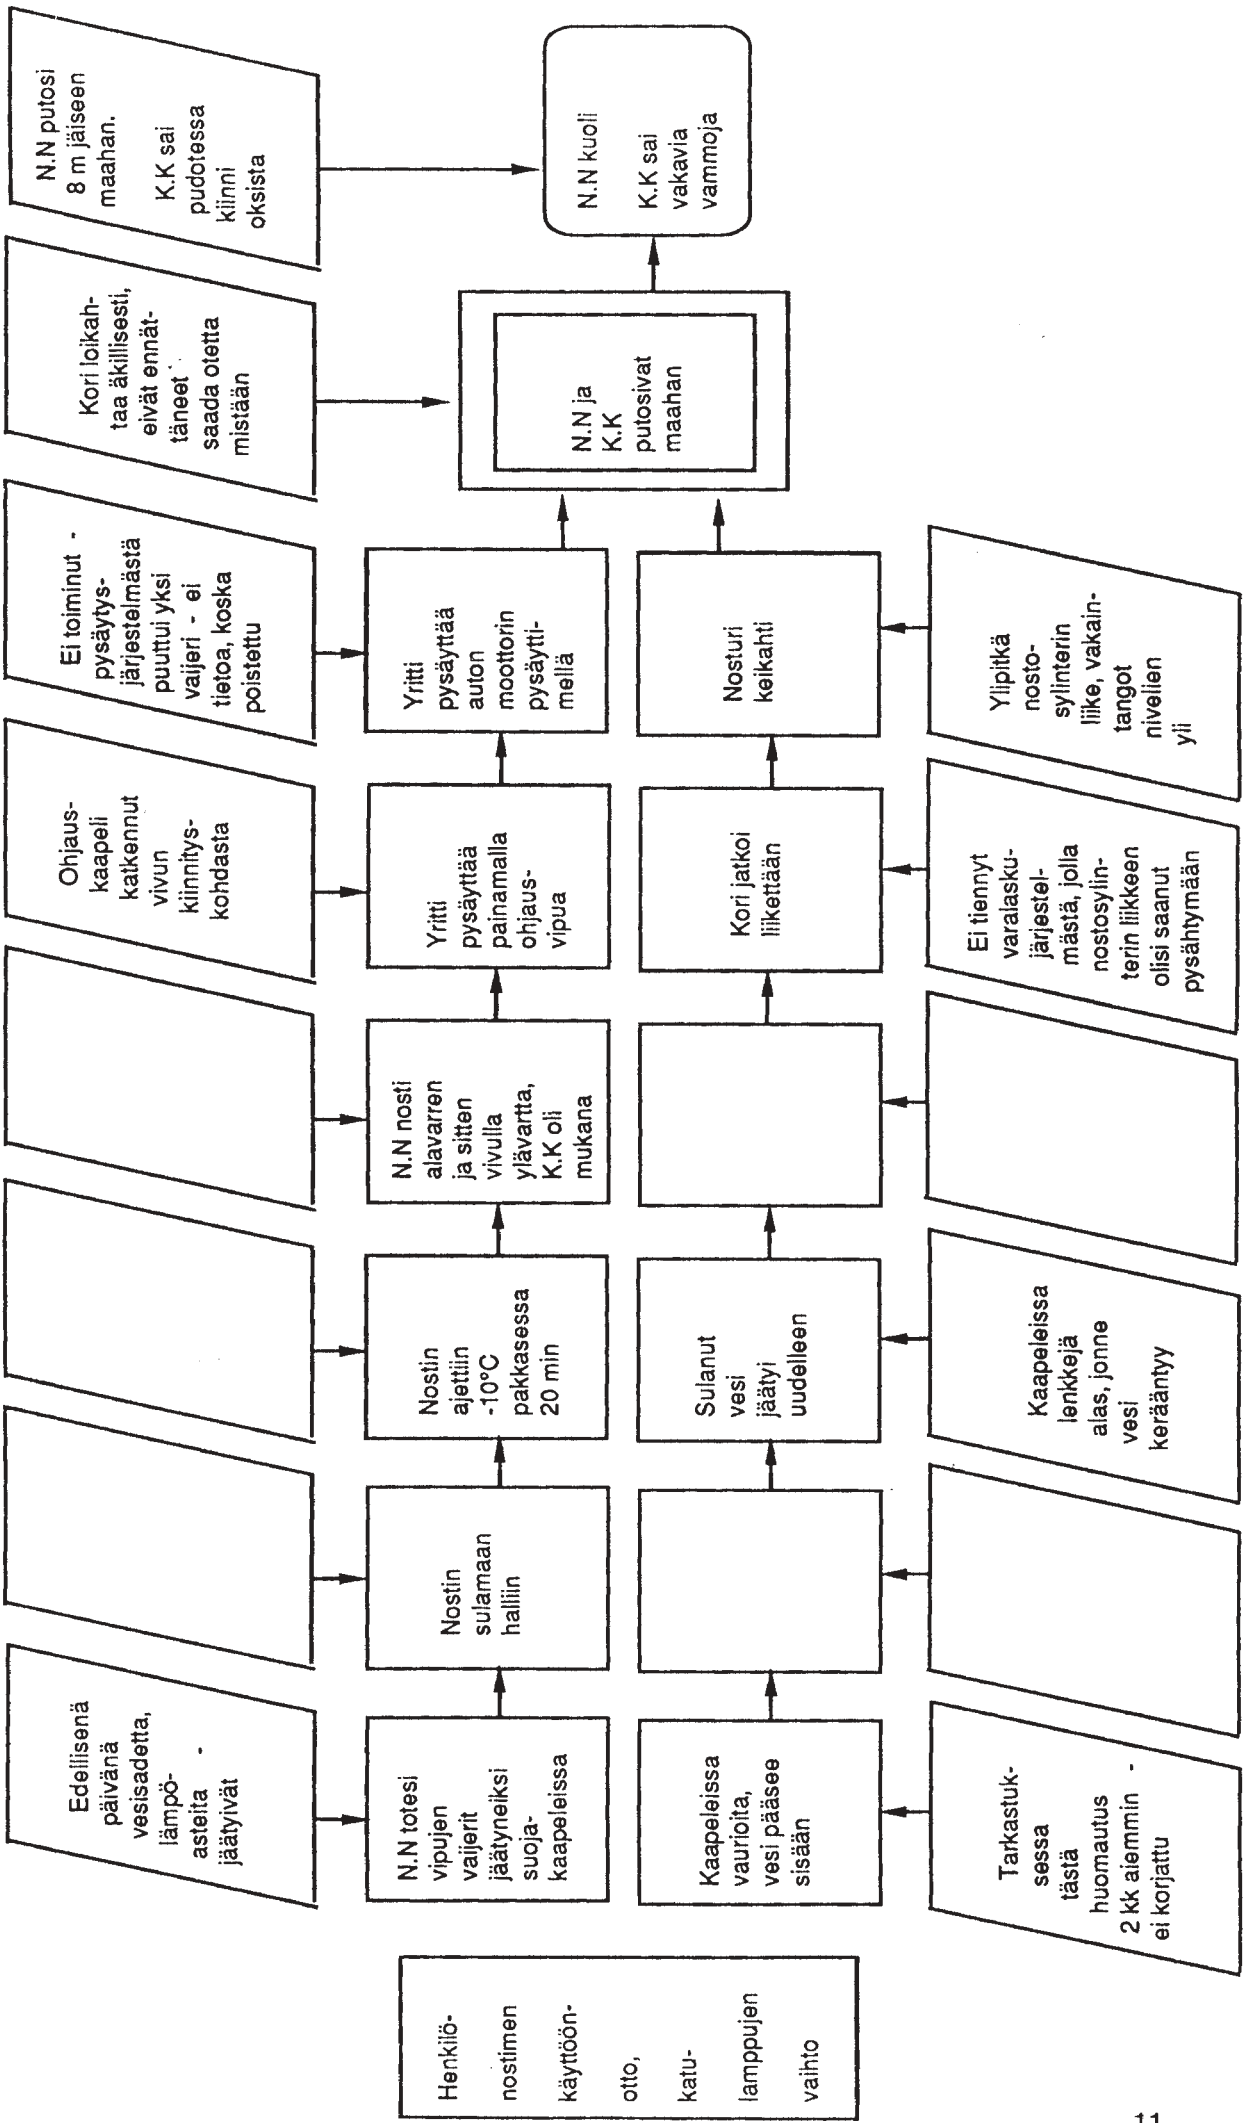 Henkilö-
nostimen
käyttöön-
otto,
katu-
lamppujen
vaihto
Edellisenä
päivänä
vesisadetta,
lämpö-
asteita -
jäätyivät
N.N totesi
vipujen
vaijerit
jäätyneiksi
suoja-
kaapeleissa
Nostin
sulamaan
halliin
Nostin
ajettiin
-10°C
pakkasessa
20 min
N.N nosti
alavarren
ja sitten
vivulla
ylävartta,
K.K oli
mukana
Ohjaus-
kaapeli
katkennut
vivun
kiinnitys-
kohdasta
Yritti
pysäyttää
painamalla
ohjaus-
vipua
Ei toiminut -
pysäytys-
järjestelmästä
puuttui yksi
vaijeri - ei
tietoa, koska
poistettu
Yritti
pysäyttää
auton
moottorin
pysäytti-
mellä
Kori loikah-
taa äkillisesti,
eivät ennät-
täneet
saada otetta
mistään
N.N ja
K.K
putosivat
maahan
N.N putosi
8 m jäiseen
maahan.
K.K sai
pudotessa
kiinni
oksista
N.N kuoli
K.K sai
vakavia
vammoja
Kaapeleissa
vaurioita,
vesi pääsee
sisään
Tarkastuk-
sessa
tästä
huomautus
2 kk aiemmin -
ei korjattu
Sulanut
vesi
jäätyi
uudelleen
Kaapeleissa
lenkkejä
alas, jonne
vesi
kerääntyy
Kori jatkoi
liikettään
Ei tiennyt
varalasku-
järjestel-
mästä, jolla
nostosylin-
terin liikkeen
olisi saanut
pysähtymään
Nosturi
keikahti
Ylipitkä
nosto-
sylinterin
liike, vakain-
tangot
nivelien
yli
11